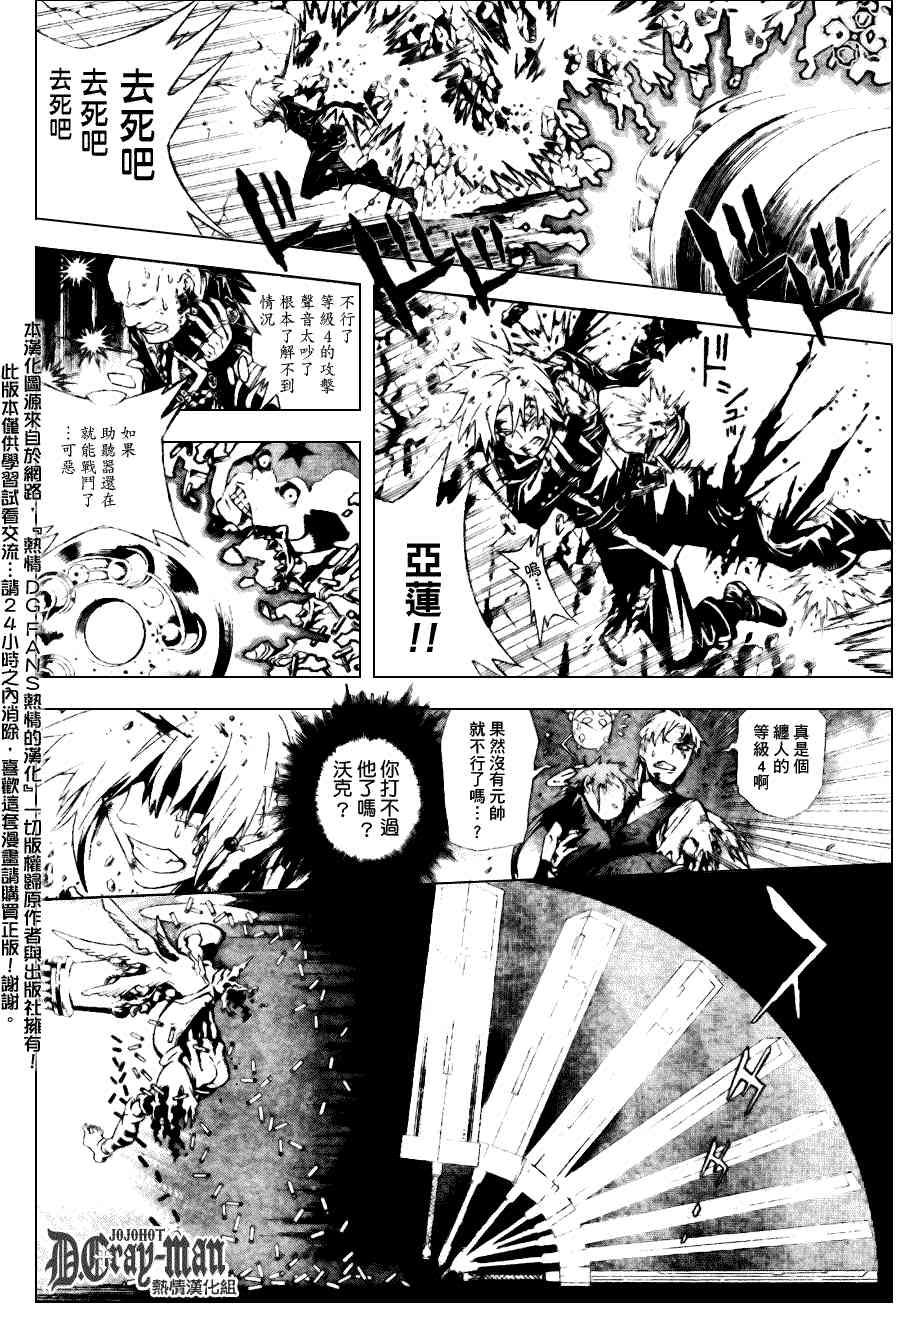 去死吧
去死吧
去死吧
ドドド
嗚…
亞蓮!!
不行了
等級4的攻擊
聲音太吵了
根本了解不到
情況
如果
助聽器還在
就能戰鬥了
…可惡
真是個
纏人的
等級4啊
果然沒有元帥
就不行了嗎…?
你打不過
他了嗎?
沃克?
本漢化圖源來自於網路,『熱情DG-FANS熱情的漢化』一切版權歸原作者與出版社擁有!
此版本僅供學習試看交流…請24小時之內消除,喜歡這套漫畫請購買正版!謝謝。
JOJOHOT
D.Gray-man.
熱情漢化組